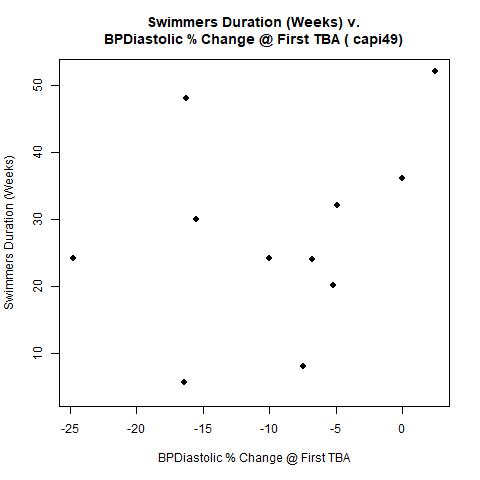 Swimmers Duration (Weeks) v.
BPDiastolic % Change @ First TBA ( capi49)
Swimmers Duration (Weeks)
50
40
30
20
10
-25 -20 -15 -10 -5 0
BPDiastolic % Change @ First TBA